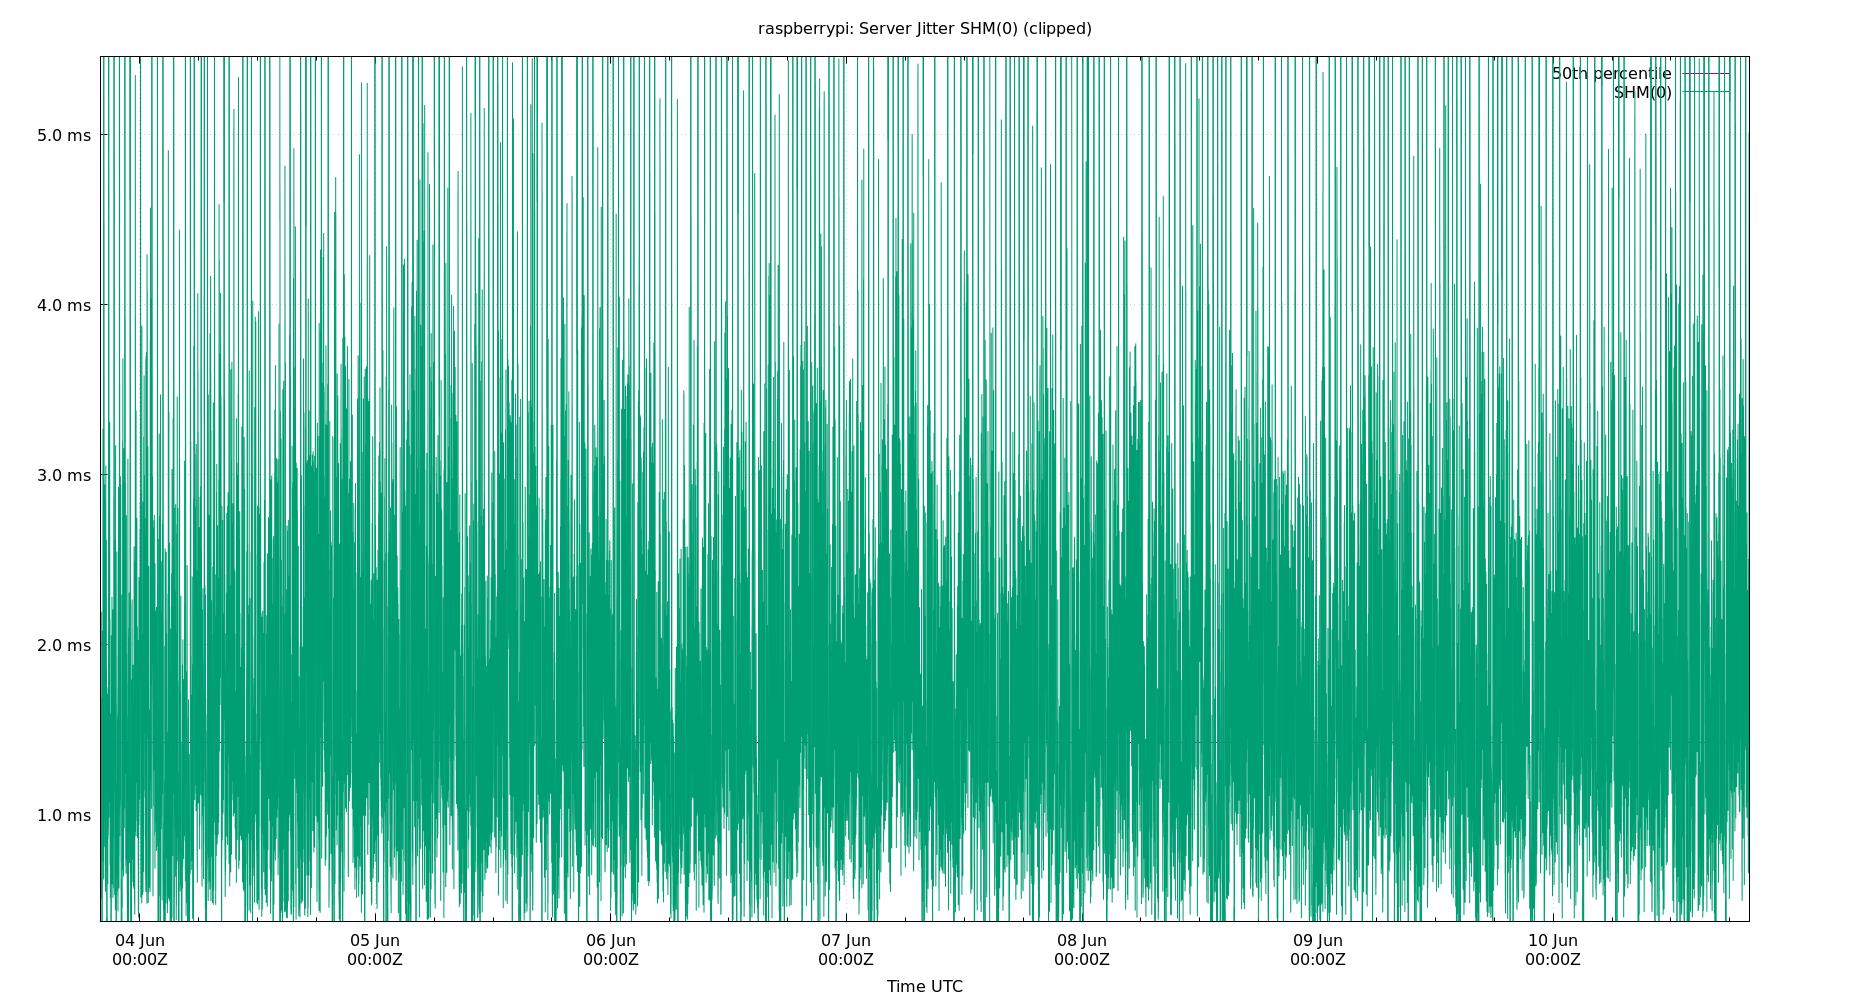 raspberrypi: Server Jitter SHM(0) (clipped)
50th percentile
SHM(0)
5.0 ms
4.0 ms
3.0 ms
2.0 ms
1.0 ms
04 Jun 05 Jun 06 Jun 07 Jun 08 Jun 09 Jun 10 Jun
00:00Z 00:00Z 00:00Z 00:00Z 00:00Z 00:00Z 00:00Z
Time UTC